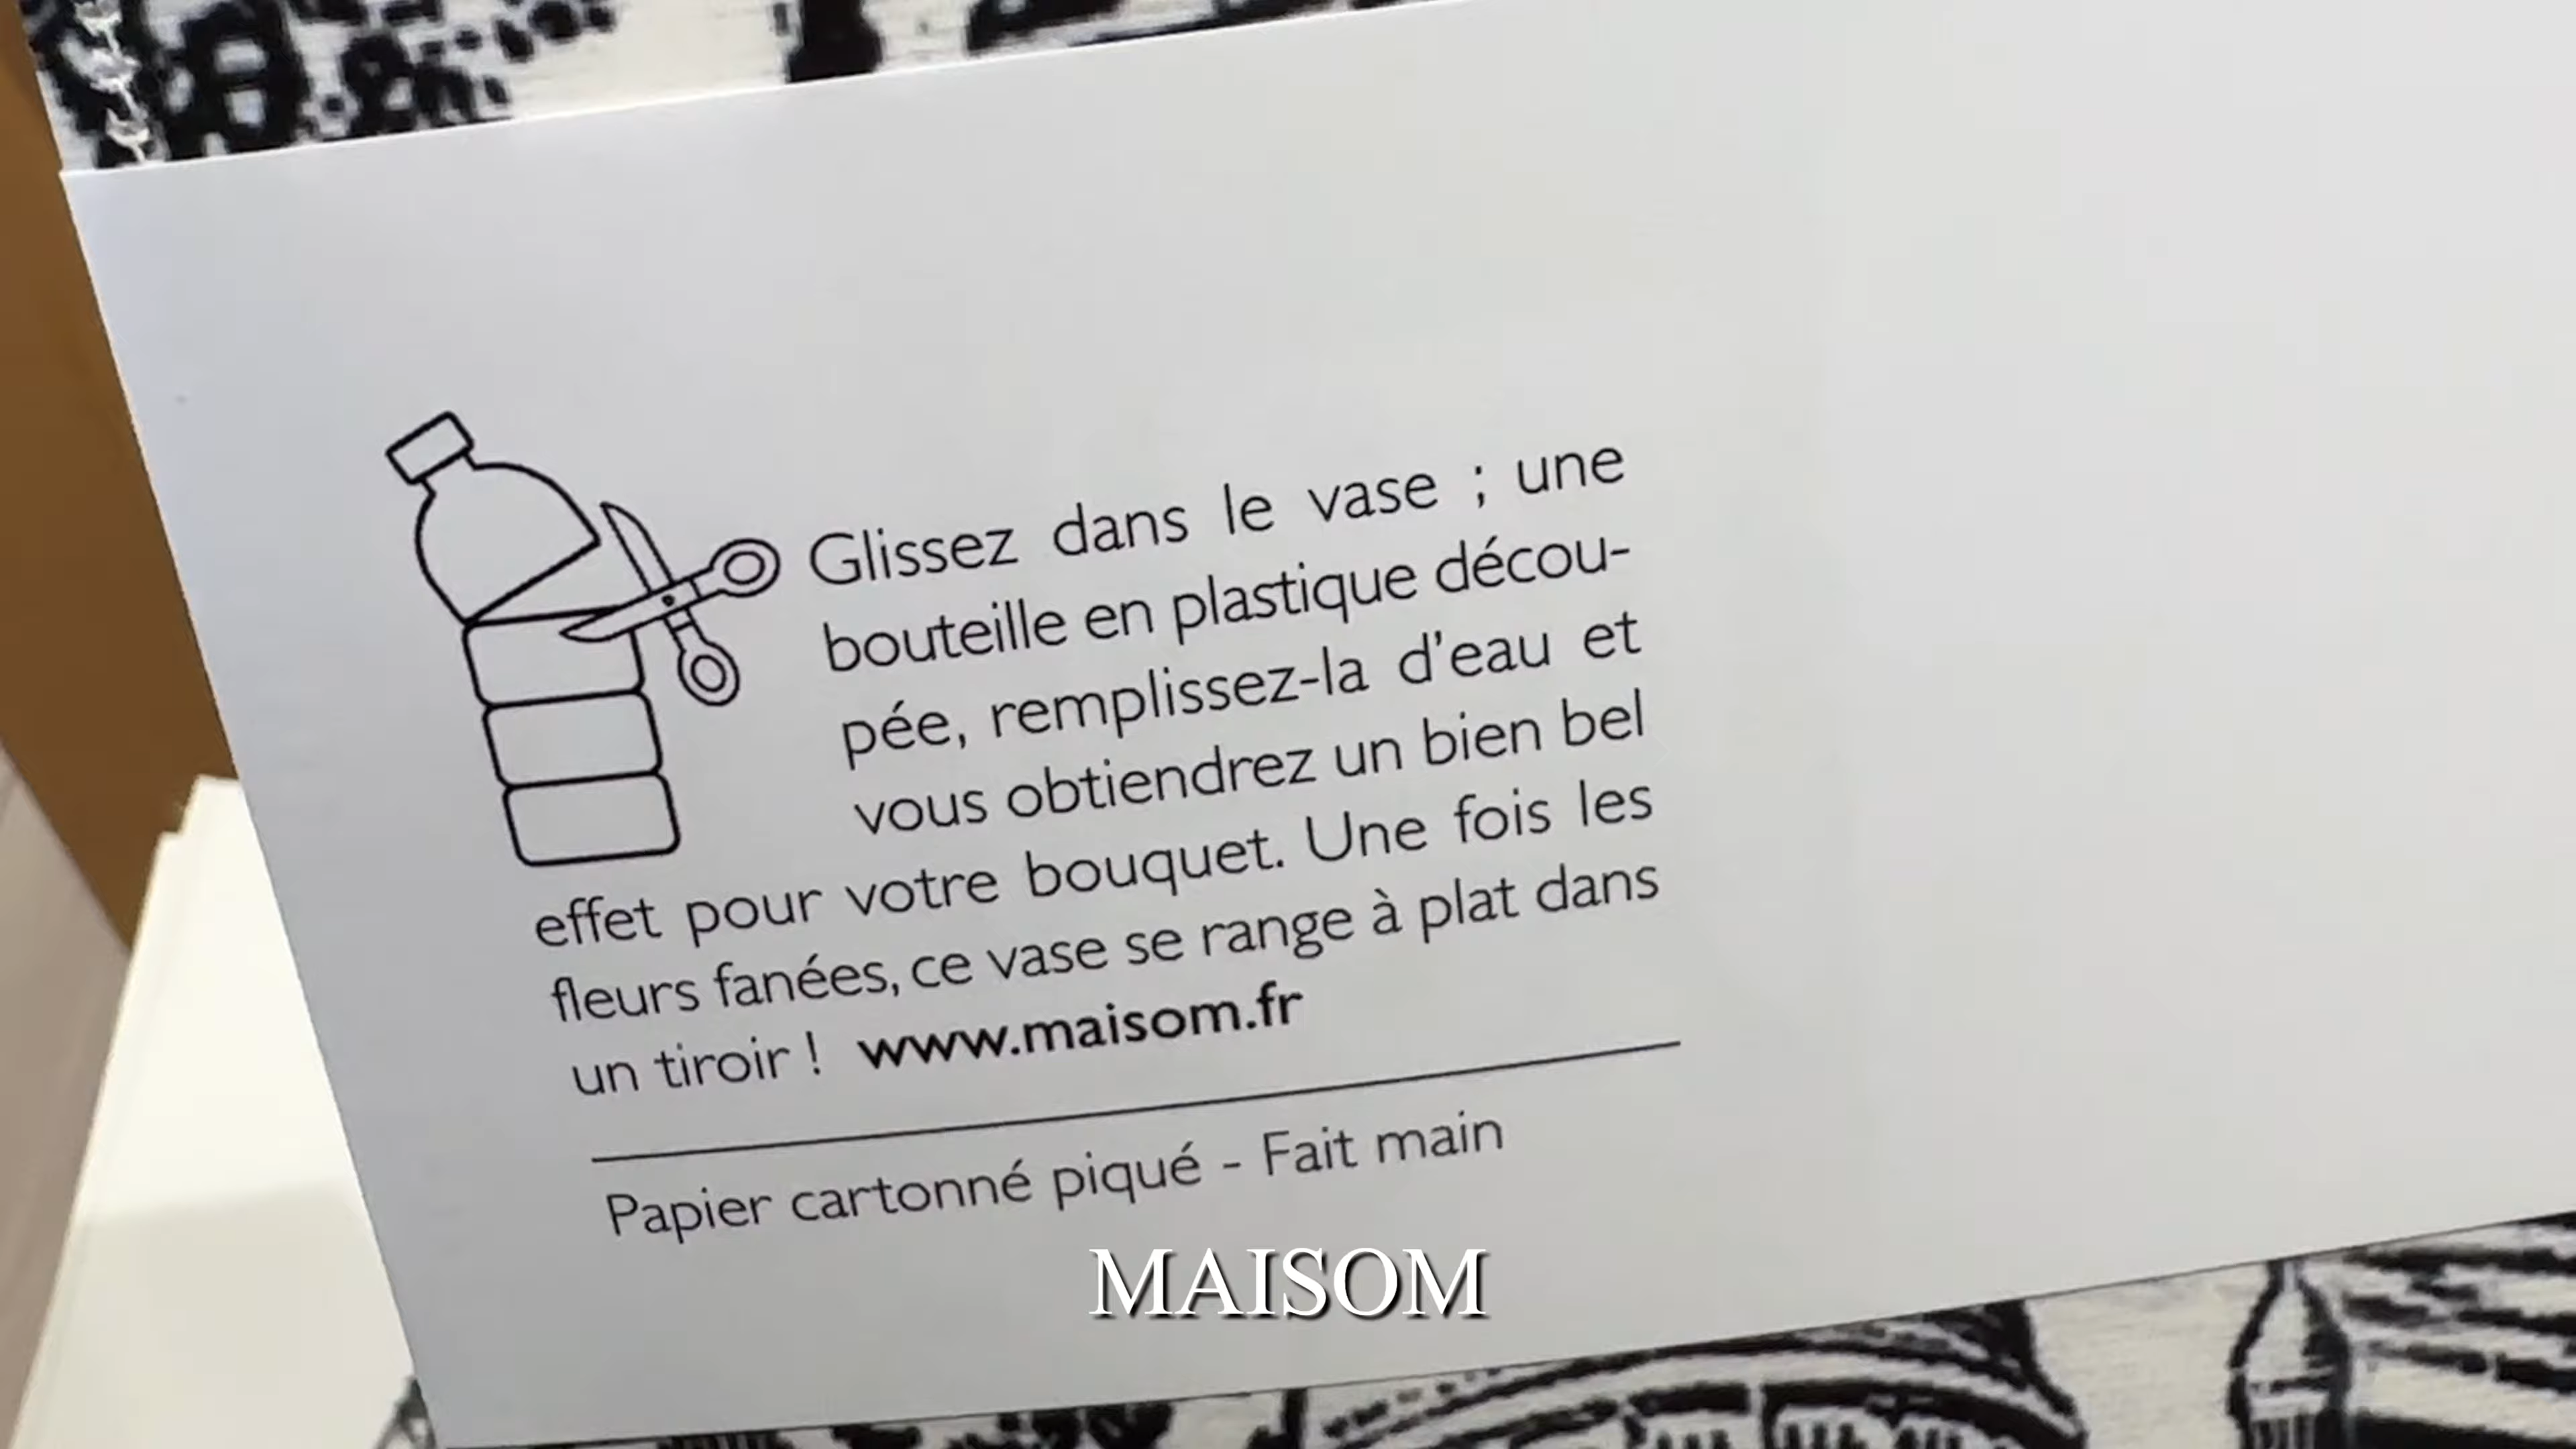 Glissez dans le vase ; une
bouteille en plastique décou-
pée, remplissez-la d'eau et
vous obtiendrez un bien bel
effet pour votre bouquet. Une fois les
fleurs fanées, ce vase se range à plat dans
un tiroir ! www.maisom.fr
Papier cartonné piqué - Fait main
MAISOM